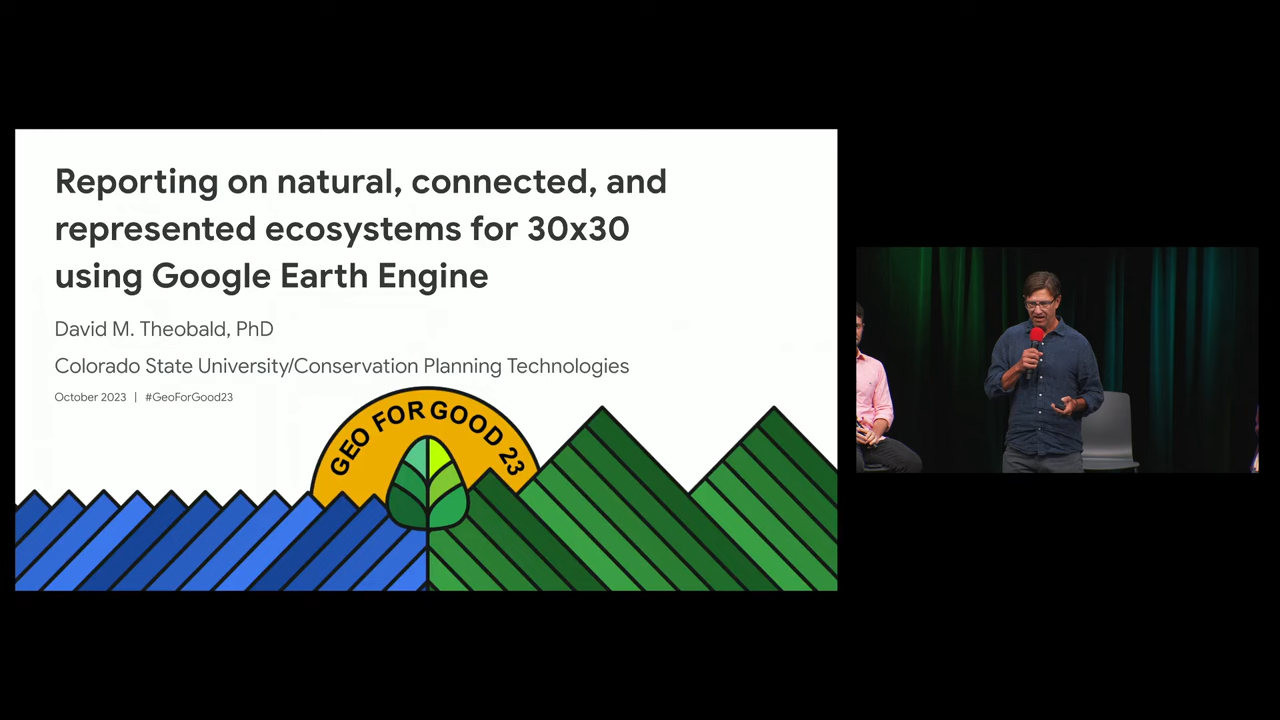 Reporting on natural, connected, and
represented ecosystems for 30x30
using Google Earth Engine
David M. Theobald, PhD
Colorado State University/Conservation Planning Technologies
October 2023 | #GeoForGood23
GEO FOR GOOD 23